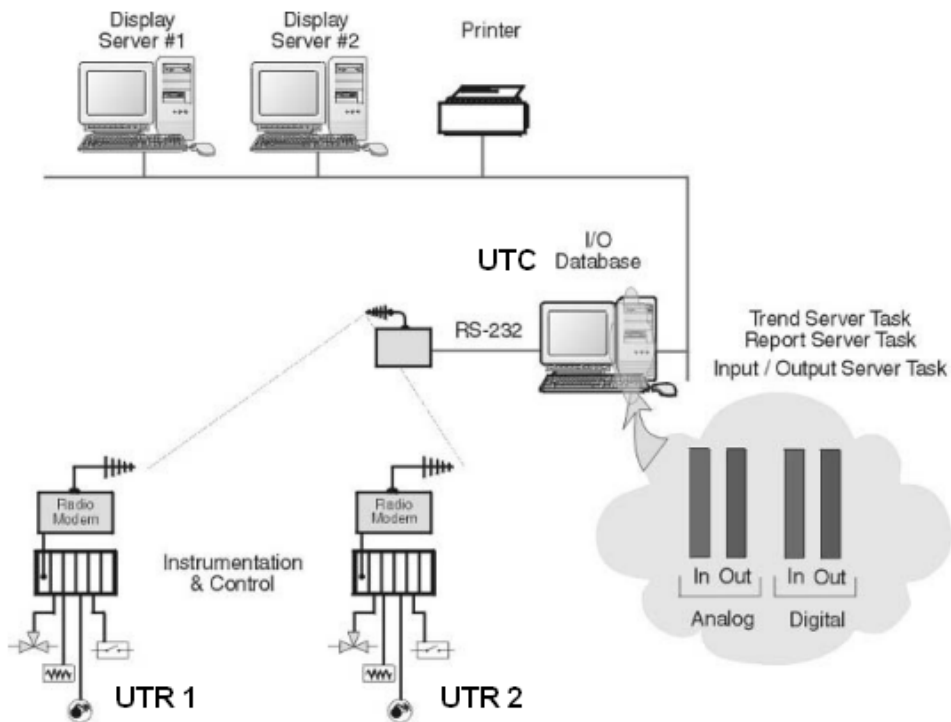 Display
Server #1
Display
Server #2
Printer
UTC
I/O
Database
RS-232
Trend Server Task
Report Server Task
Input / Output Server Task
Radio
Modem
Radio
Modem
Instrumentation
& Control
In Out
In Out
Analog
Digital
UTR 1
UTR 2